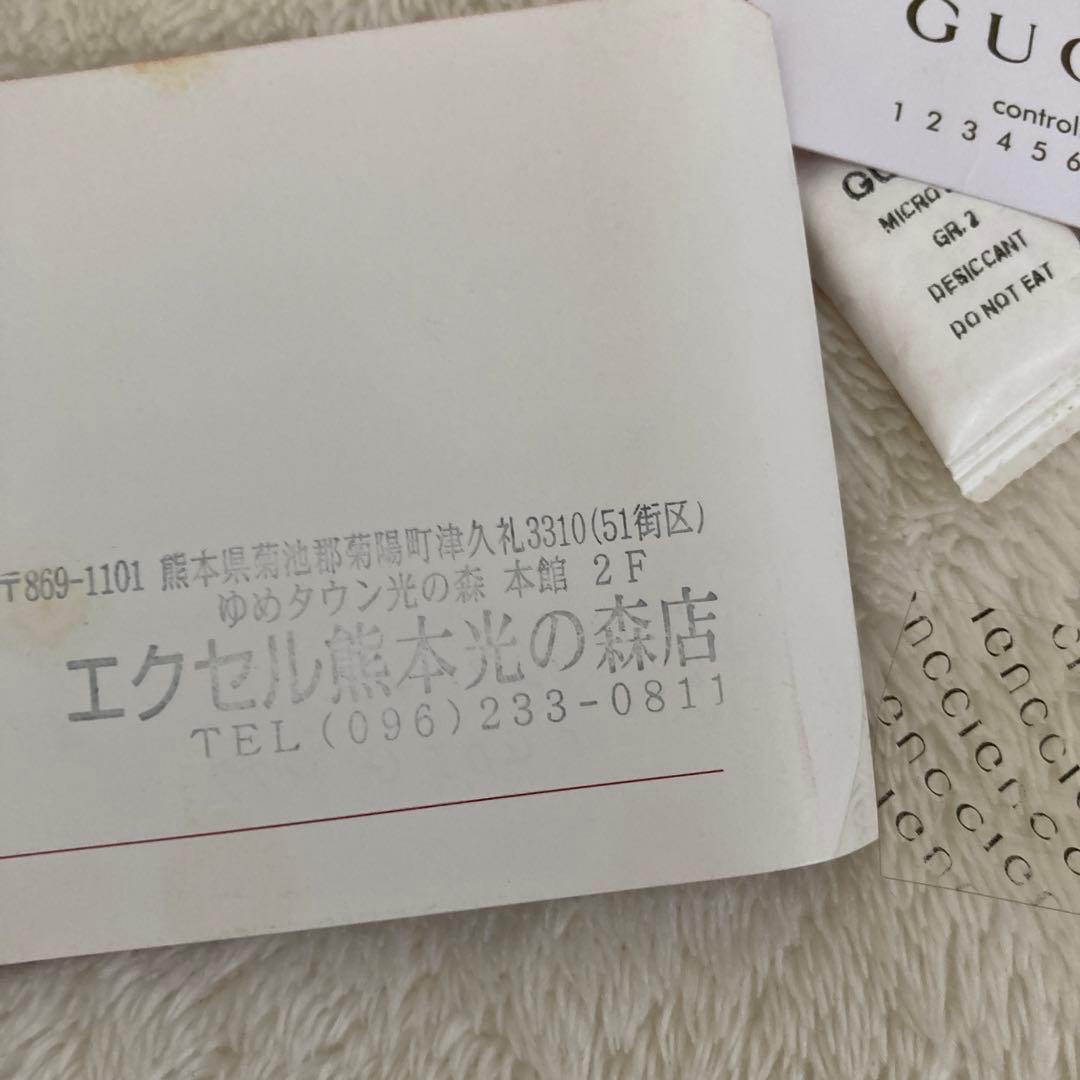 〒869-1101 熊本県菊池郡菊陽町津久礼3310(51街区)
ゆめタウン光の森 本館 2F
エクセル熊本光の森店
TEL(096)233-0811
GUC
control
1 2 3 4 5 6
MICRO
GR.2
DESICCANT
DO NOT EAT